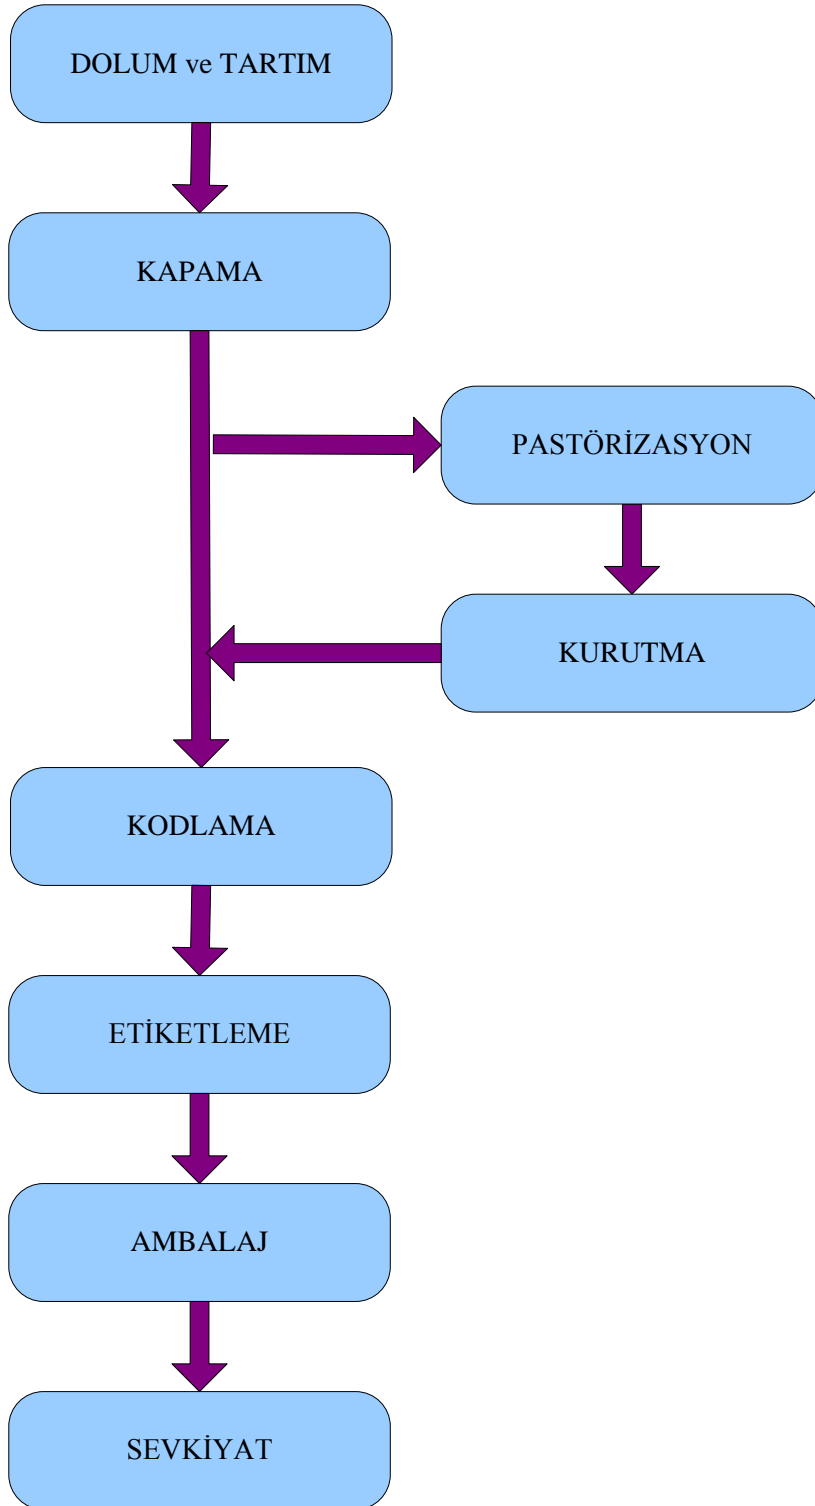 DOLUM ve TARTIM
KAPAMA
PASTÖRİZASYON
KURUTMA
KODLAMA
ETİKETLEME
AMBALAJ
SEVKİYAT